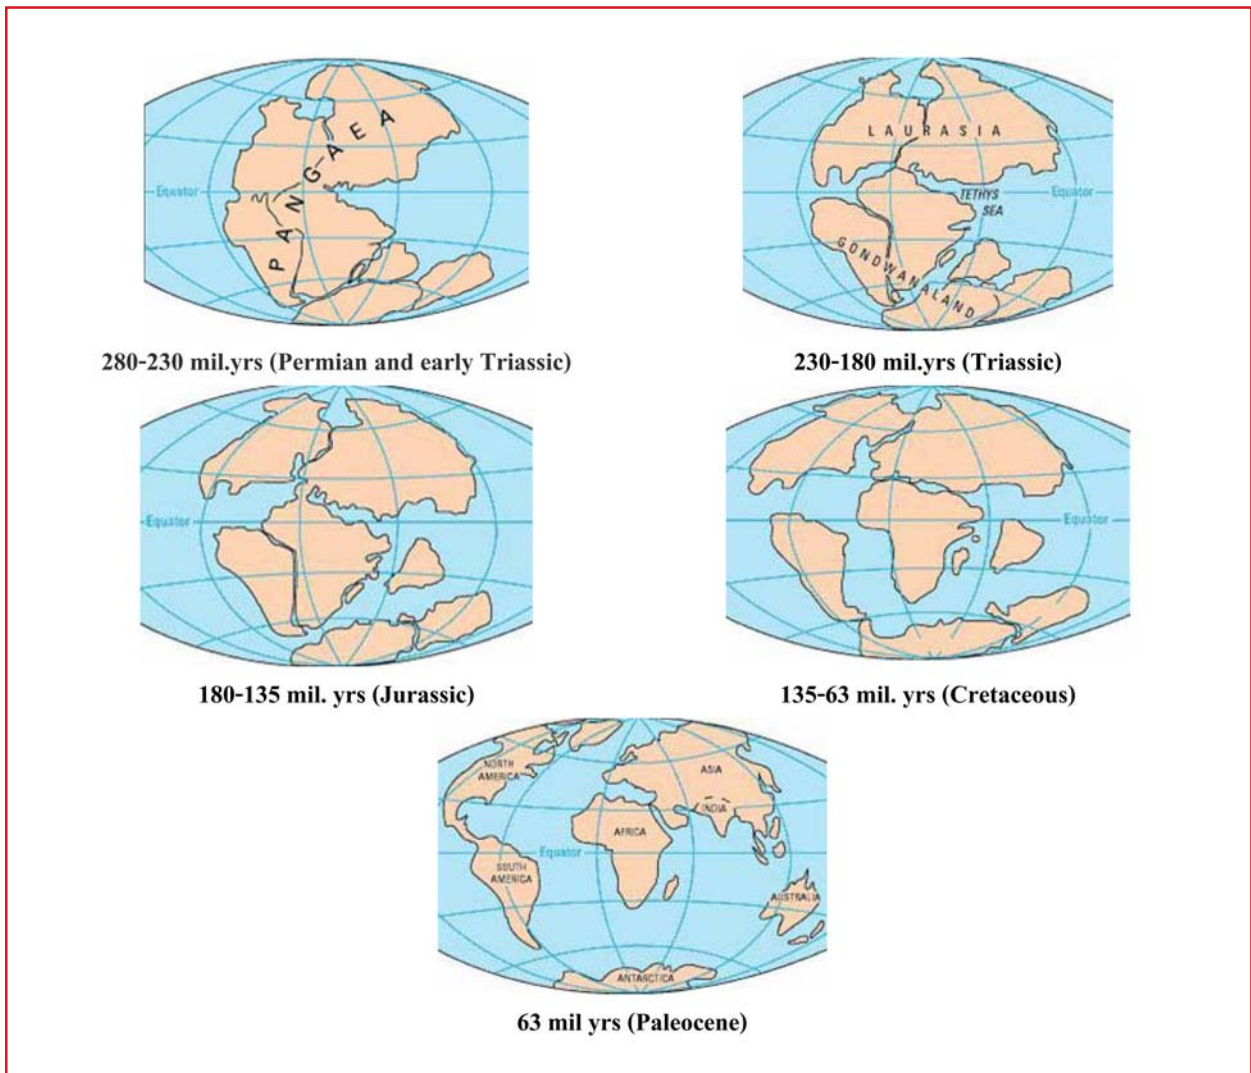 PANGAEA
Equator
280-230 mil.yrs (Permian and early Triassic)
LAURASIA
TETHYS
SEA
Equator
GONDWANALAND
230-180 mil.yrs (Triassic)
Equator
180-135 mil. yrs (Jurassic)
Equator
135-63 mil. yrs (Cretaceous)
NORTH
AMERICA
ASIA
INDIA
AFRICA
Equator
SOUTH
AMERICA
AUSTRALIA
ANTARCTICA
63 mil yrs (Paleocene)